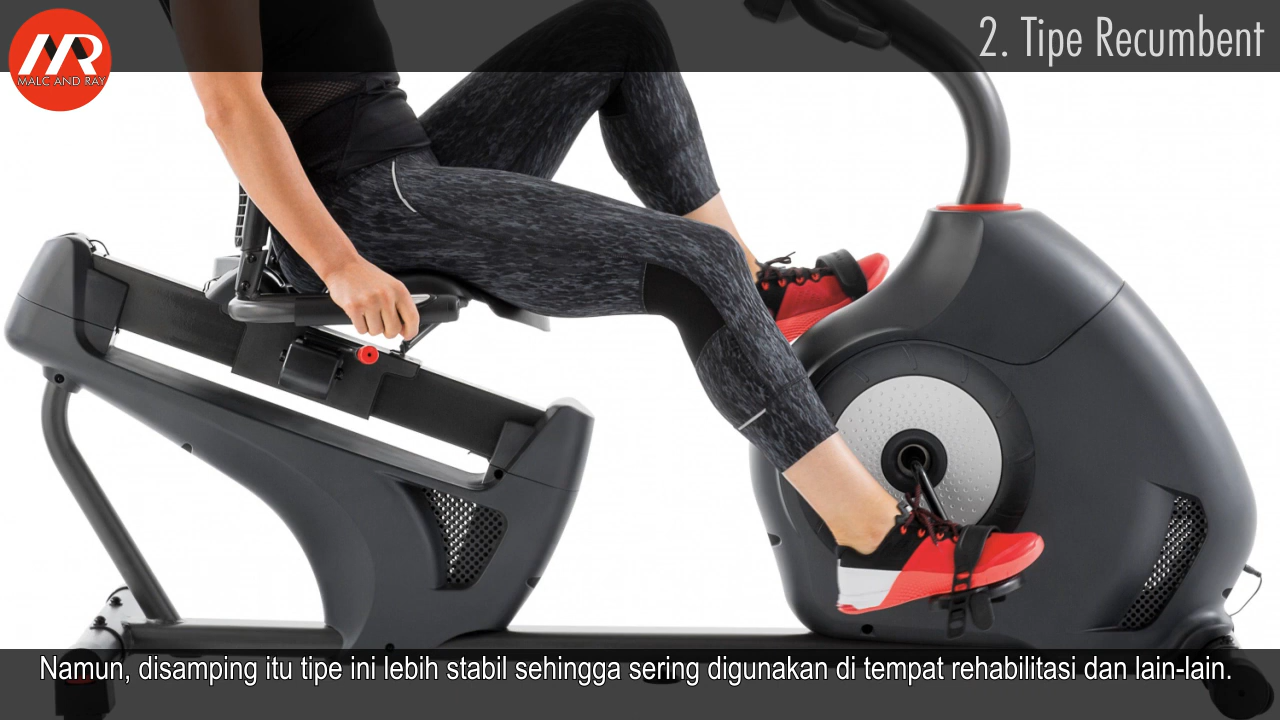 MR
MALC AND RAY
2. Tipe Recumbent
Namun, disamping itu tipe ini lebih stabil sehingga sering digunakan di tempat rehabilitasi dan lain-lain.